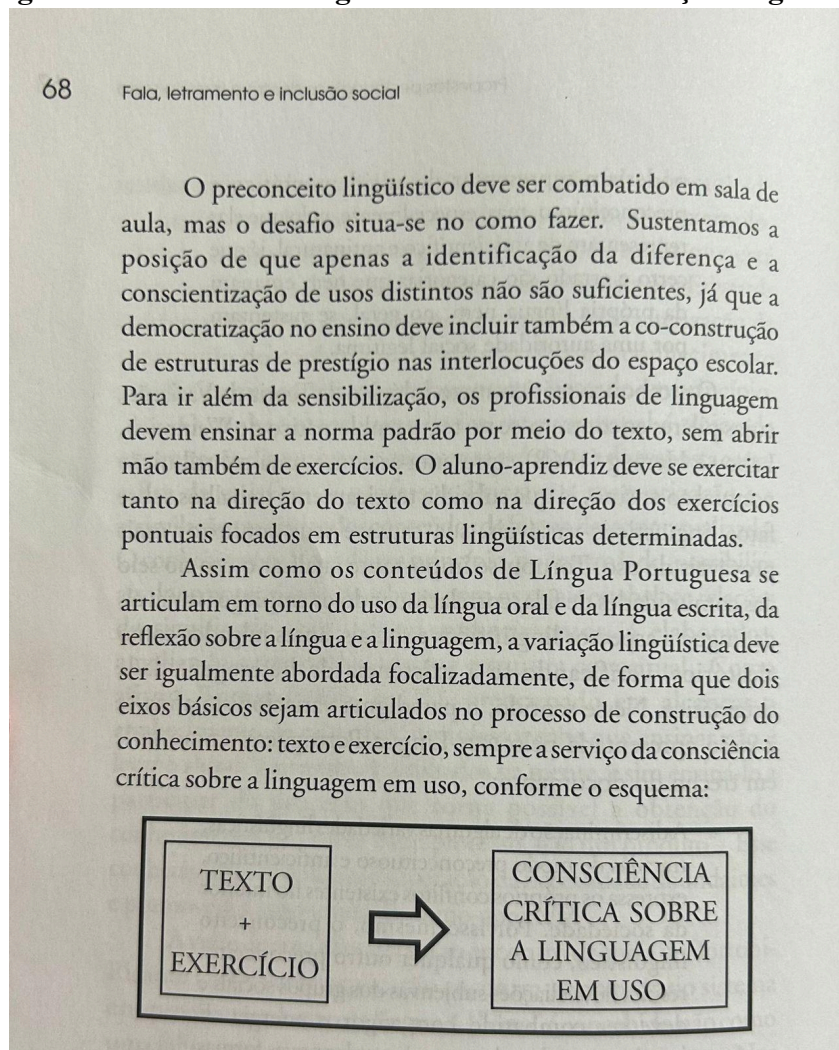 68 Fala, letramento e inclusão social
O preconceito lingüístico deve ser combatido em sala de
aula, mas o desafio situa-se no como fazer. Sustentamos a
posição de que apenas a identificação da diferença e a
conscientização de usos distintos não são suficientes, já que a
democratização no ensino deve incluir também a co-construção
de estruturas de prestígio nas interlocuções do espaço escolar.
Para ir além da sensibilização, os profissionais de linguagem
devem ensinar a norma padrão por meio do texto, sem abrir
mão também de exercícios. O aluno-aprendiz deve se exercitar
tanto na direção do texto como na direção dos exercícios
pontuais focados em estruturas lingüísticas determinadas.
Assim como os conteúdos de Língua Portuguesa se
articulam em torno do uso da língua oral e da língua escrita, da
reflexão sobre a língua e a linguagem, a variação lingüística deve
ser igualmente abordada focalizadamente, de forma que dois
eixos básicos sejam articulados no processo de construção do
conhecimento: texto e exercício, sempre a serviço da consciência
crítica sobre a linguagem em uso, conforme o esquema:
TEXTO
+
EXERCÍCIO
CONSCIÊNCIA
CRÍTICA SOBRE
A LINGUAGEM
EM USO